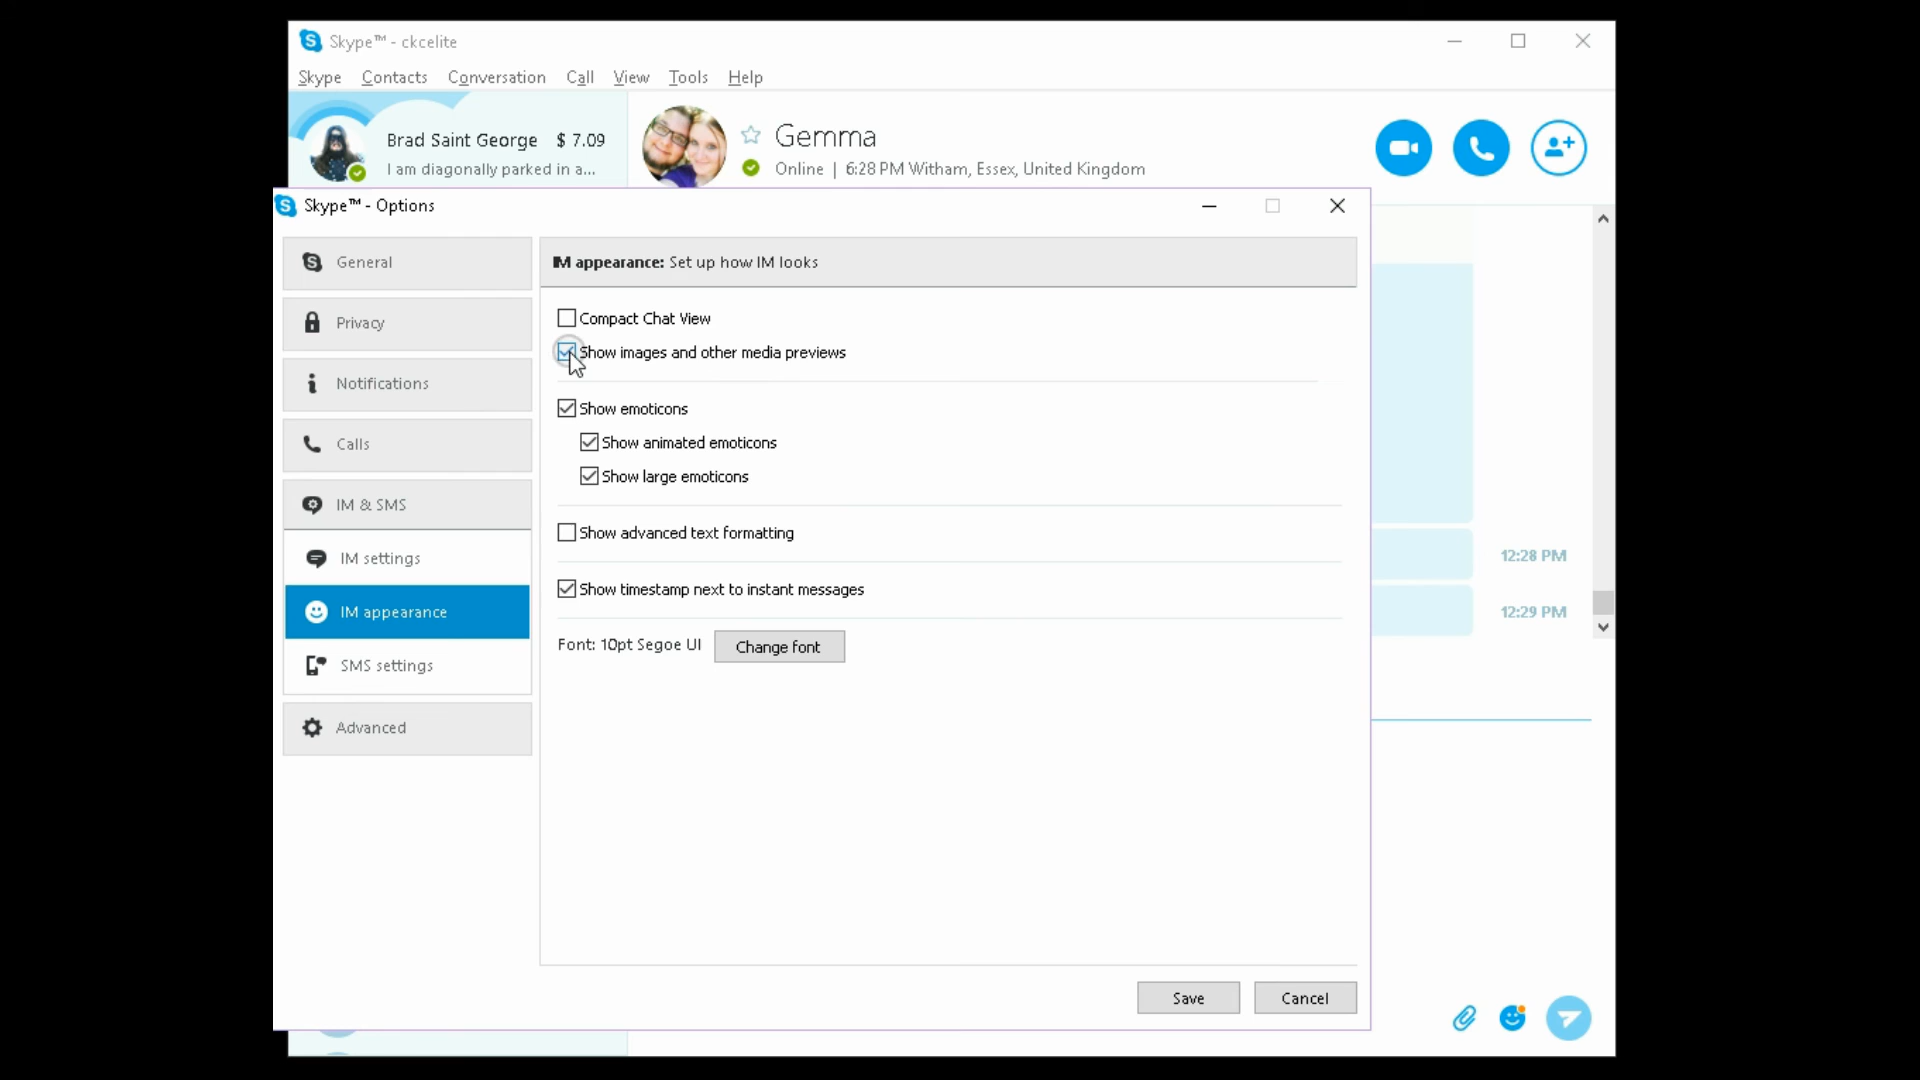 Skype™ - ckcelite
Skype Contacts Conversation Call View Tools Help
Brad Saint George $ 7.09
I am diagonally parked in a...
Gemma
Online | 6:28 PM Witham, Essex, United Kingdom
Skype™ - Options
General
Privacy
Notifications
Calls
IM & SMS
IM settings
IM appearance
SMS settings
Advanced
IM appearance: Set up how IM looks
Compact Chat View
Show images and other media previews
Show emoticons
Show animated emoticons
Show large emoticons
Show advanced text formatting
Show timestamp next to instant messages
Font: 10pt Segoe UI Change font
12:28 PM
12:29 PM
Save Cancel